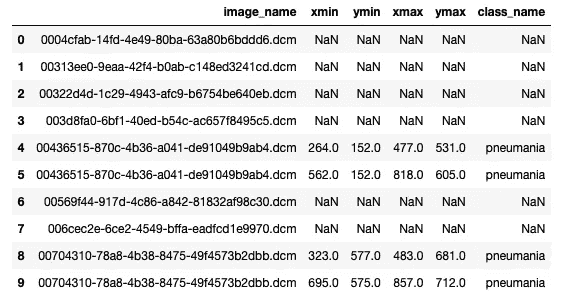 image_name xmin ymin xmax ymax class_name
0 0004cfab-14fd-4e49-80ba-63a80b6bddd6.dcm NaN NaN NaN NaN NaN
1 00313ee0-9eaa-42f4-b0ab-c148ed3241cd.dcm NaN NaN NaN NaN NaN
2 00322d4d-1c29-4943-afc9-b6754be640eb.dcm NaN NaN NaN NaN NaN
3 003d8fa0-6bf1-40ed-b54c-ac657f8495c5.dcm NaN NaN NaN NaN NaN
4 00436515-870c-4b36-a041-de91049b9ab4.dcm 264.0 152.0 477.0 531.0 pneumania
5 00436515-870c-4b36-a041-de91049b9ab4.dcm 562.0 152.0 818.0 605.0 pneumania
6 00569f44-917d-4c86-a842-81832af98c30.dcm NaN NaN NaN NaN NaN
7 006cec2e-6ce2-4549-bffa-eadfcd1e9970.dcm NaN NaN NaN NaN NaN
8 00704310-78a8-4b38-8475-49f4573b2dbb.dcm 323.0 577.0 483.0 681.0 pneumania
9 00704310-78a8-4b38-8475-49f4573b2dbb.dcm 695.0 575.0 857.0 712.0 pneumania